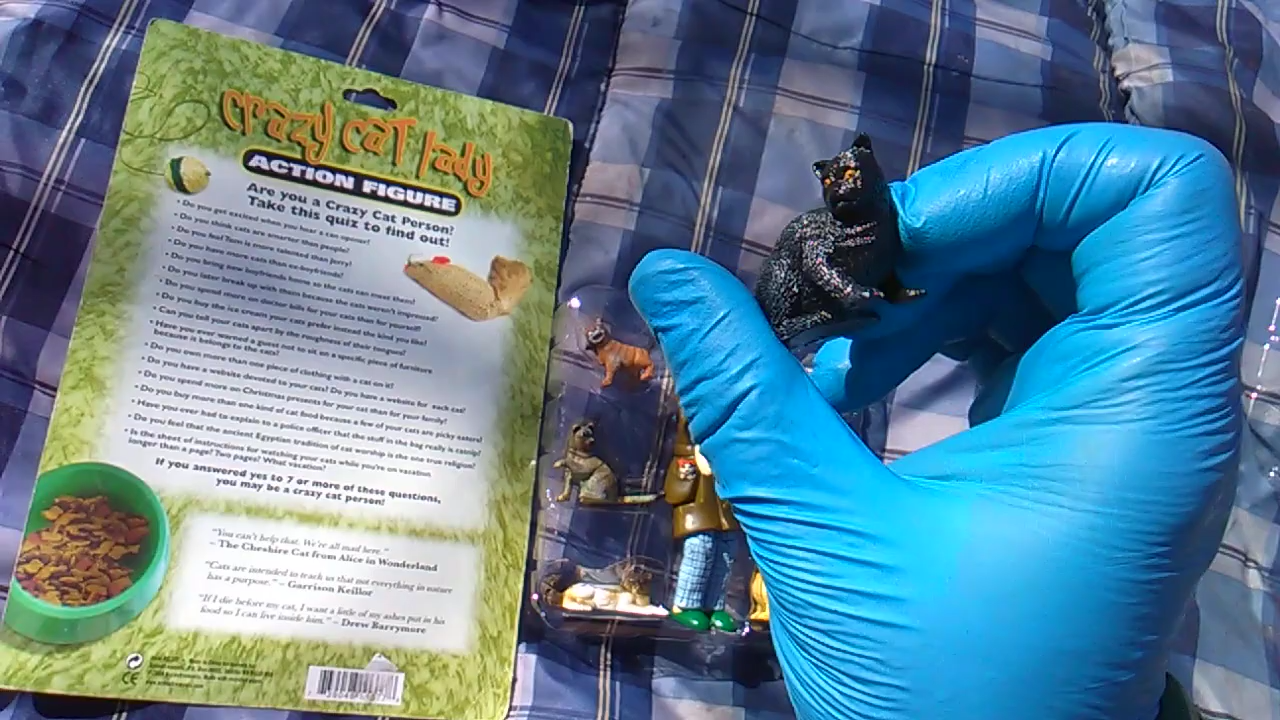 crazy cat lady
ACTION FIGURE
Are you a Crazy Cat Person?
Take this quiz to find out!
• Do you get excited when you hear a can opener?
• Do you think cats are smarter than people?
• Do you feel Tom is more talented than Jerry?
• Do you have more cats than ex-boyfriends?
• Do you bring new boyfriends home so the cats can meet them?
• Do you later break up with them because the cats weren't impressed?
• Do you spend more on doctor bills for your cats than for yourself?
• Do you buy the ice cream your cats prefer instead the kind you like?
• Can you tell your cats apart by the roughness of their tongues?
• Have you ever warned a guest not to sit on a specific piece of furniture
because is belongs to the cats?
• Do you own more than one piece of clothing with a cat on it?
• Do you have a website devoted to your cats? Do you have a website for each cat?
• Do you spend more on Christmas presents for your cat than for your family?
• Do you buy more than one kind of cat food because a few of your cats are picky eaters?
• Have you ever had to explain to a police officer that the stuff in the bag really is catnip?
• Do you feel that the ancient Egyptian tradition of cat worship is the one true religion?
• Is the sheet of instructions for watching your cats while you're on vacation
longer than a page? Two pages? What vacation?
If you answered yes to 7 or more of these questions,
you may be a crazy cat person!
"You can't help that. We're all mad here."
– The Cheshire Cat from Alice in Wonderland
"Cats are intended to teach us that not everything in nature
has a purpose." – Garrison Keillor
"If I die before my cat, I want a little of my ashes put in his
food so I can live inside him." – Drew Barrymore
CE